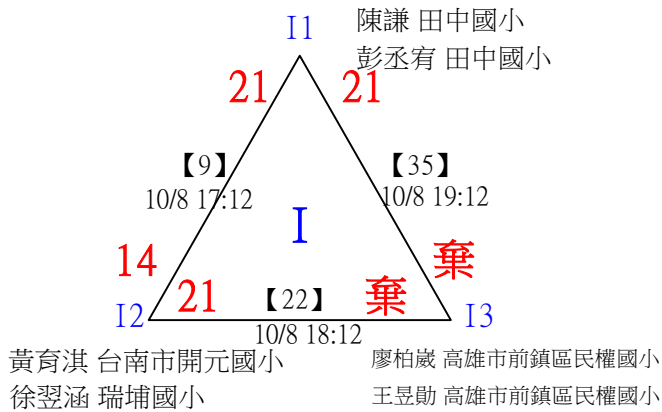 I1
陳謙 田中國小
彭丞宥 田中國小
21
21
【9】
10/8 17:12
【35】
10/8 19:12
I
14
棄
21
【22】
棄
I2
10/8 18:12
I3
黃育淇 台南市開元國小
徐翌涵 瑞埔國小
廖柏崴 高雄市前鎮區民權國小
王昱勛 高雄市前鎮區民權國小